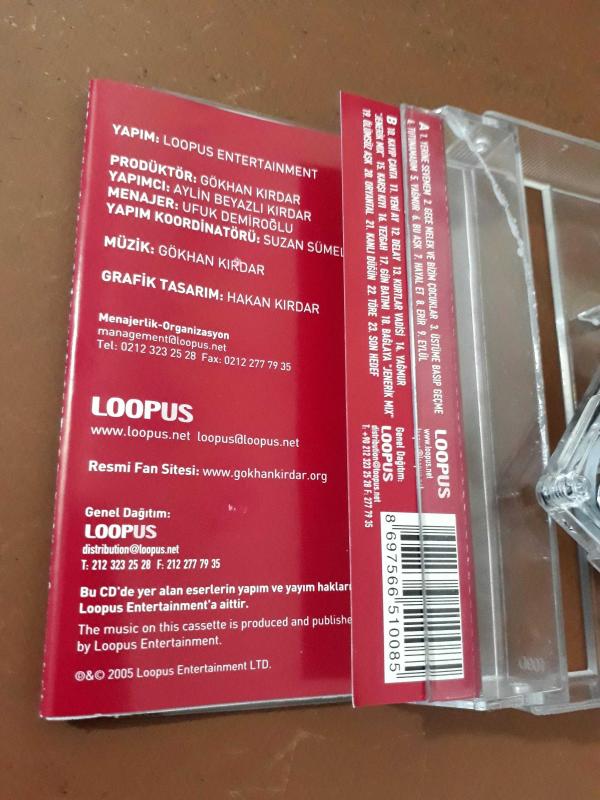 YAPIM: LOOPUS ENTERTAINMENT
PRODÜKTÖR: GÖKHAN KIRDAR
YAPIMCI: AYLİN BEYAZLI KIRDAR
MENAJER: UFUK DEMİROĞLU
YAPIM KOORDİNATÖRÜ: SUZAN SÜMEL
MÜZİK: GÖKHAN KIRDAR
GRAFİK TASARIM: HAKAN KIRDAR
Menajerlik-Organizasyon
management@loopus.net
Tel: 0212 323 25 28 Fax: 0212 277 79 35
LOOPUS
www.loopus.net loopus@loopus.net
Resmi Fan Sitesi: www.gokhankirdar.org
Genel Dağıtım:
LOOPUS
distribution@loopus.net
T: 212 323 25 28 F: 212 277 79 35
Bu CD'de yer alan eserlerin yapım ve yayım hakları
Loopus Entertainment'a aittir.
The music on this cassette is produced and publishe
by Loopus Entertainment.
℗&© 2005 Loopus Entertainment LTD.
A 1. YERİNE SEVEMEM 2. GECE MELEK VE BİZİM ÇOCUKLAR 3. ÜSTÜME BASIP GEÇME
4. TUTUNAMADIM 5. YAĞMUR 6. BU AŞK 7. HAYAL ET 8. ERİR 9. EYLÜL
B 10. KAYIP ÇANTA 11. YENİ AY 12. DELAY 13. KURTLAR VADİSİ 14. YAĞMUR
"JENERİK MIX" 15. KARŞI KIYI 16. TEZGAH 17. GÜN BATIMI 18. BAĞLAYA "JENERİK MIX"
19. ÖLÜMSÜZ AŞK 20. ORYANTAL 21. KANLI DÜĞÜN 22. TÖRE 23. SON HEDEF
LOOPUS
www.loopus.net
Genel Dağıtım:
LOOPUS
distribution@loopus.net
T: +90 212 323 25 28 F: 277 79 35
8 697566 510085